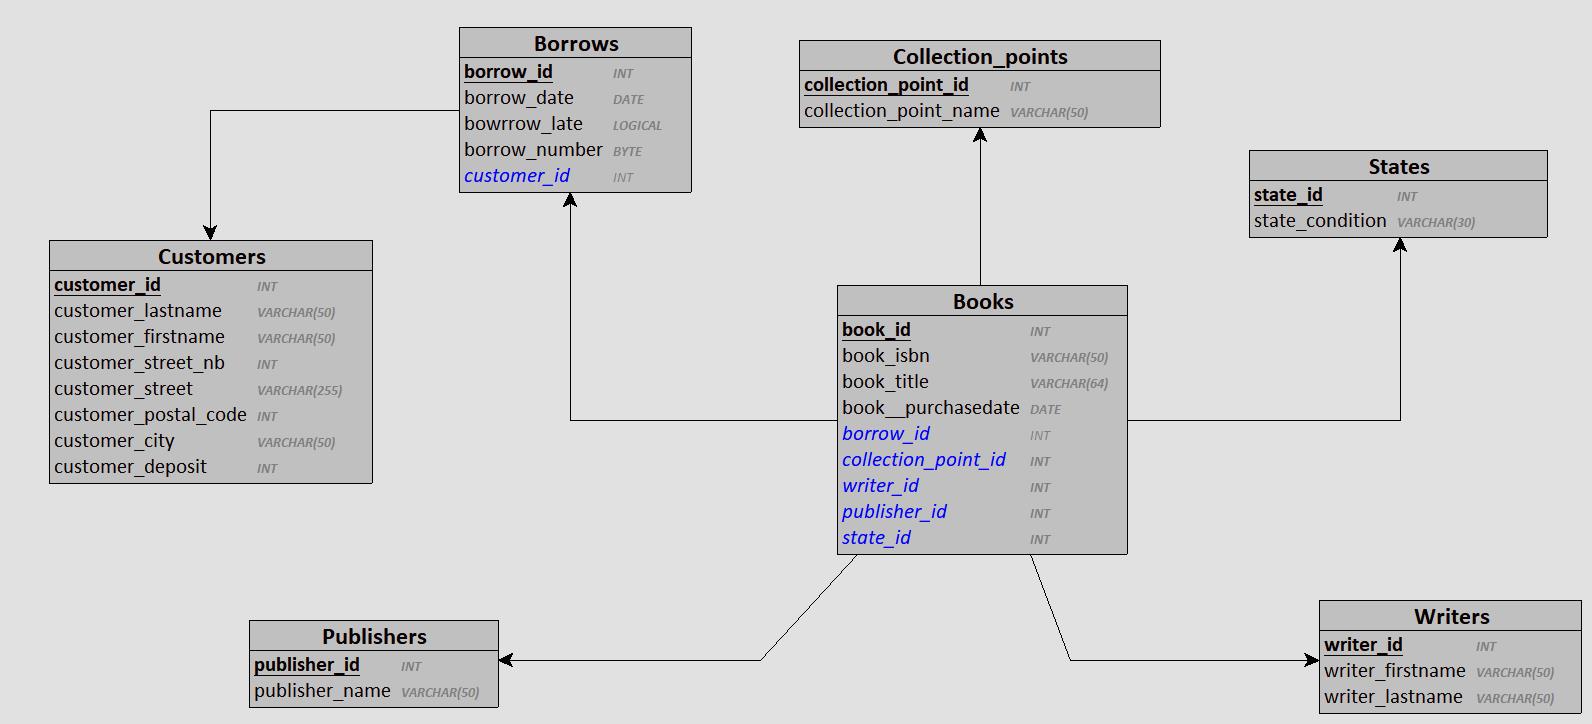 Borrows
borrow_id INT
borrow_date DATE
bowrrow_late LOGICAL
borrow_number BYTE
customer_id INT
Collection_points
collection_point_id INT
collection_point_name VARCHAR(50)
States
state_id INT
state_condition VARCHAR(30)
Customers
customer_id INT
customer_lastname VARCHAR(50)
customer_firstname VARCHAR(50)
customer_street_nb INT
customer_street VARCHAR(255)
customer_postal_code INT
customer_city VARCHAR(50)
customer_deposit INT
Books
book_id INT
book_isbn VARCHAR(50)
book_title VARCHAR(64)
book__purchasedate DATE
borrow_id INT
collection_point_id INT
writer_id INT
publisher_id INT
state_id INT
Publishers
publisher_id INT
publisher_name VARCHAR(50)
Writers
writer_id INT
writer_firstname VARCHAR(50)
writer_lastname VARCHAR(50)